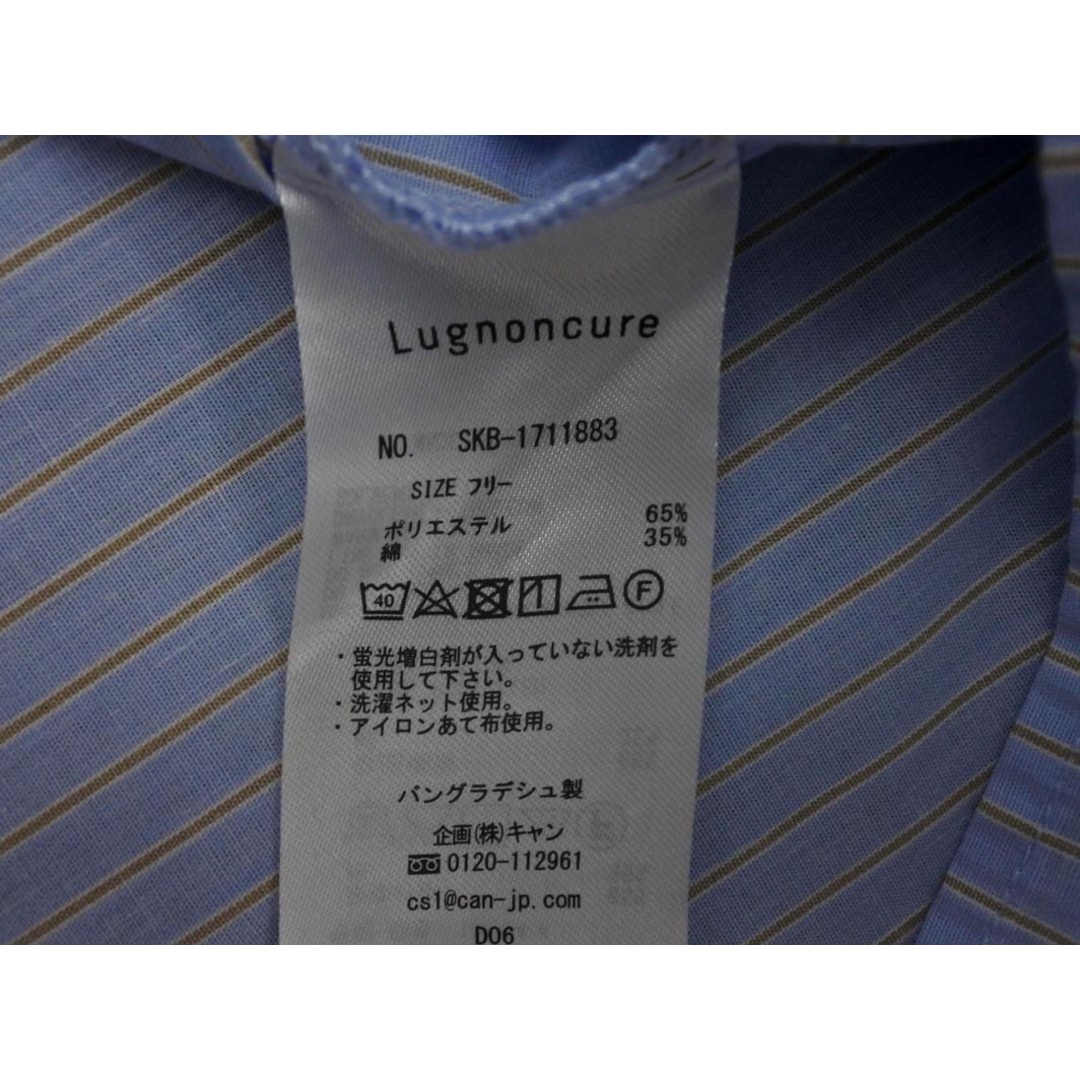 Lugnoncure
NO. SKB-1711883
SIZE フリー
ポリエステル 65%
綿 35%
40 F
・蛍光増白剤が入っていない洗剤を
使用して下さい。
・洗濯ネット使用。
・アイロンあて布使用。
バングラデシュ製
企画(株)キャン
0120-112961
cs1@can-jp.com
D06